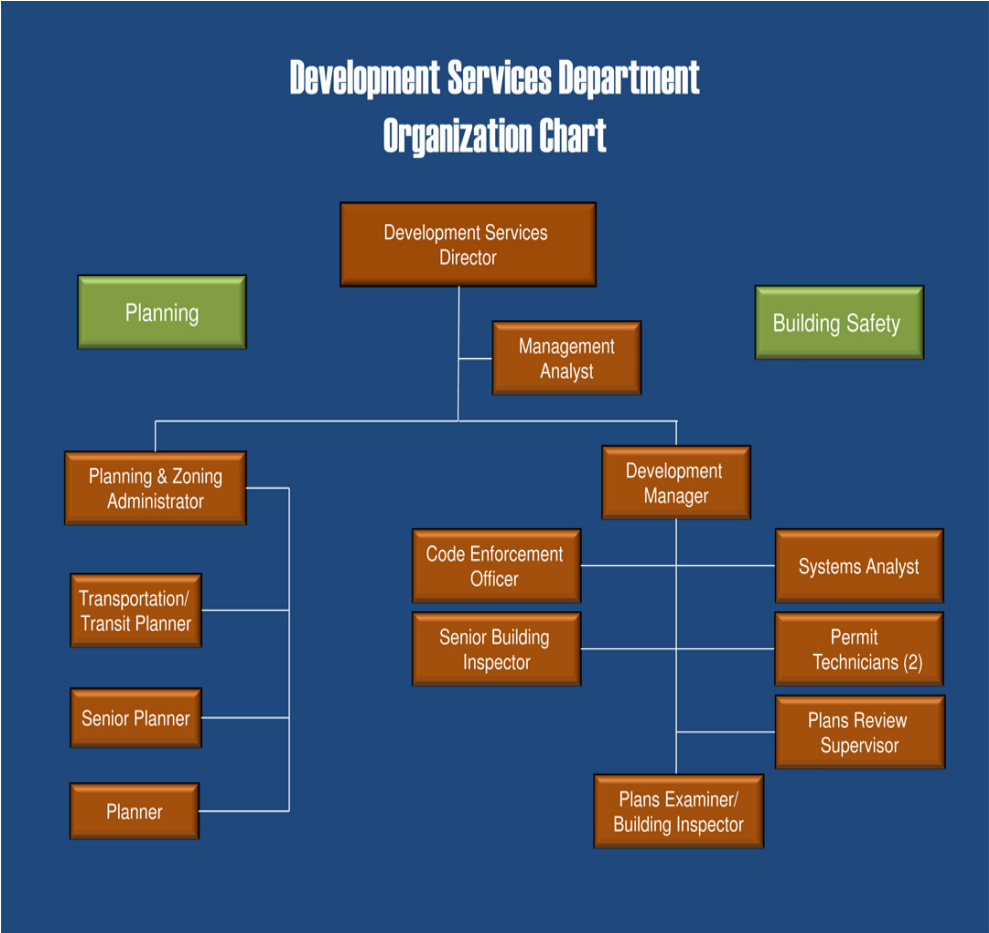 Development Services Department
Organization Chart
Development Services
Director
Planning
Building Safety
Management
Analyst
Planning & Zoning
Administrator
Development
Manager
Code Enforcement
Officer
Systems Analyst
Transportation/
Transit Planner
Senior Building
Inspector
Permit
Technicians (2)
Senior Planner
Plans Review
Supervisor
Planner
Plans Examiner/
Building Inspector